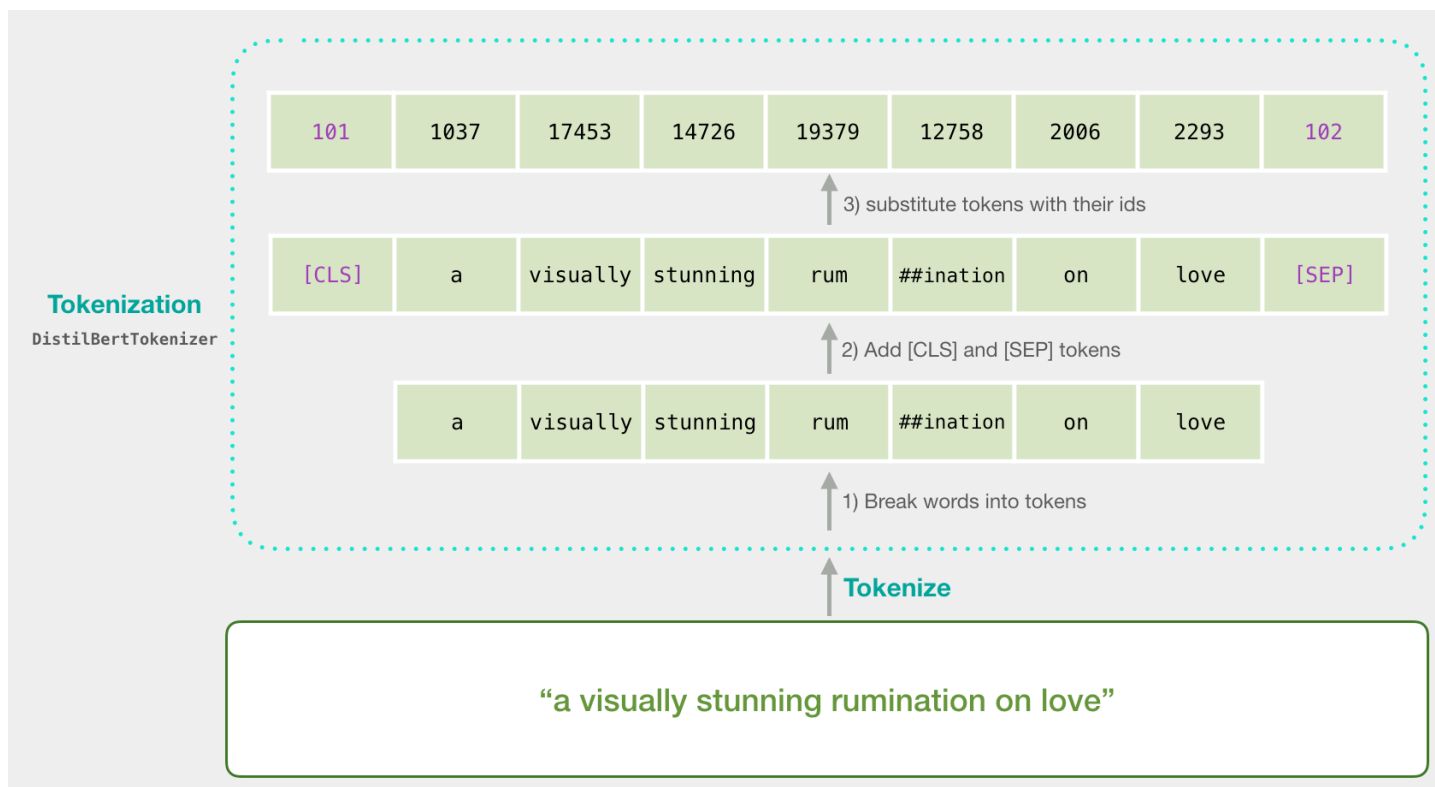 101 1037 17453 14726 19379 12758 2006 2293 102
3) substitute tokens with their ids
[CLS] a visually stunning rum ##ination on love [SEP]
Tokenization
DistilBertTokenizer
2) Add [CLS] and [SEP] tokens
a visually stunning rum ##ination on love
1) Break words into tokens
Tokenize
“a visually stunning rumination on love”